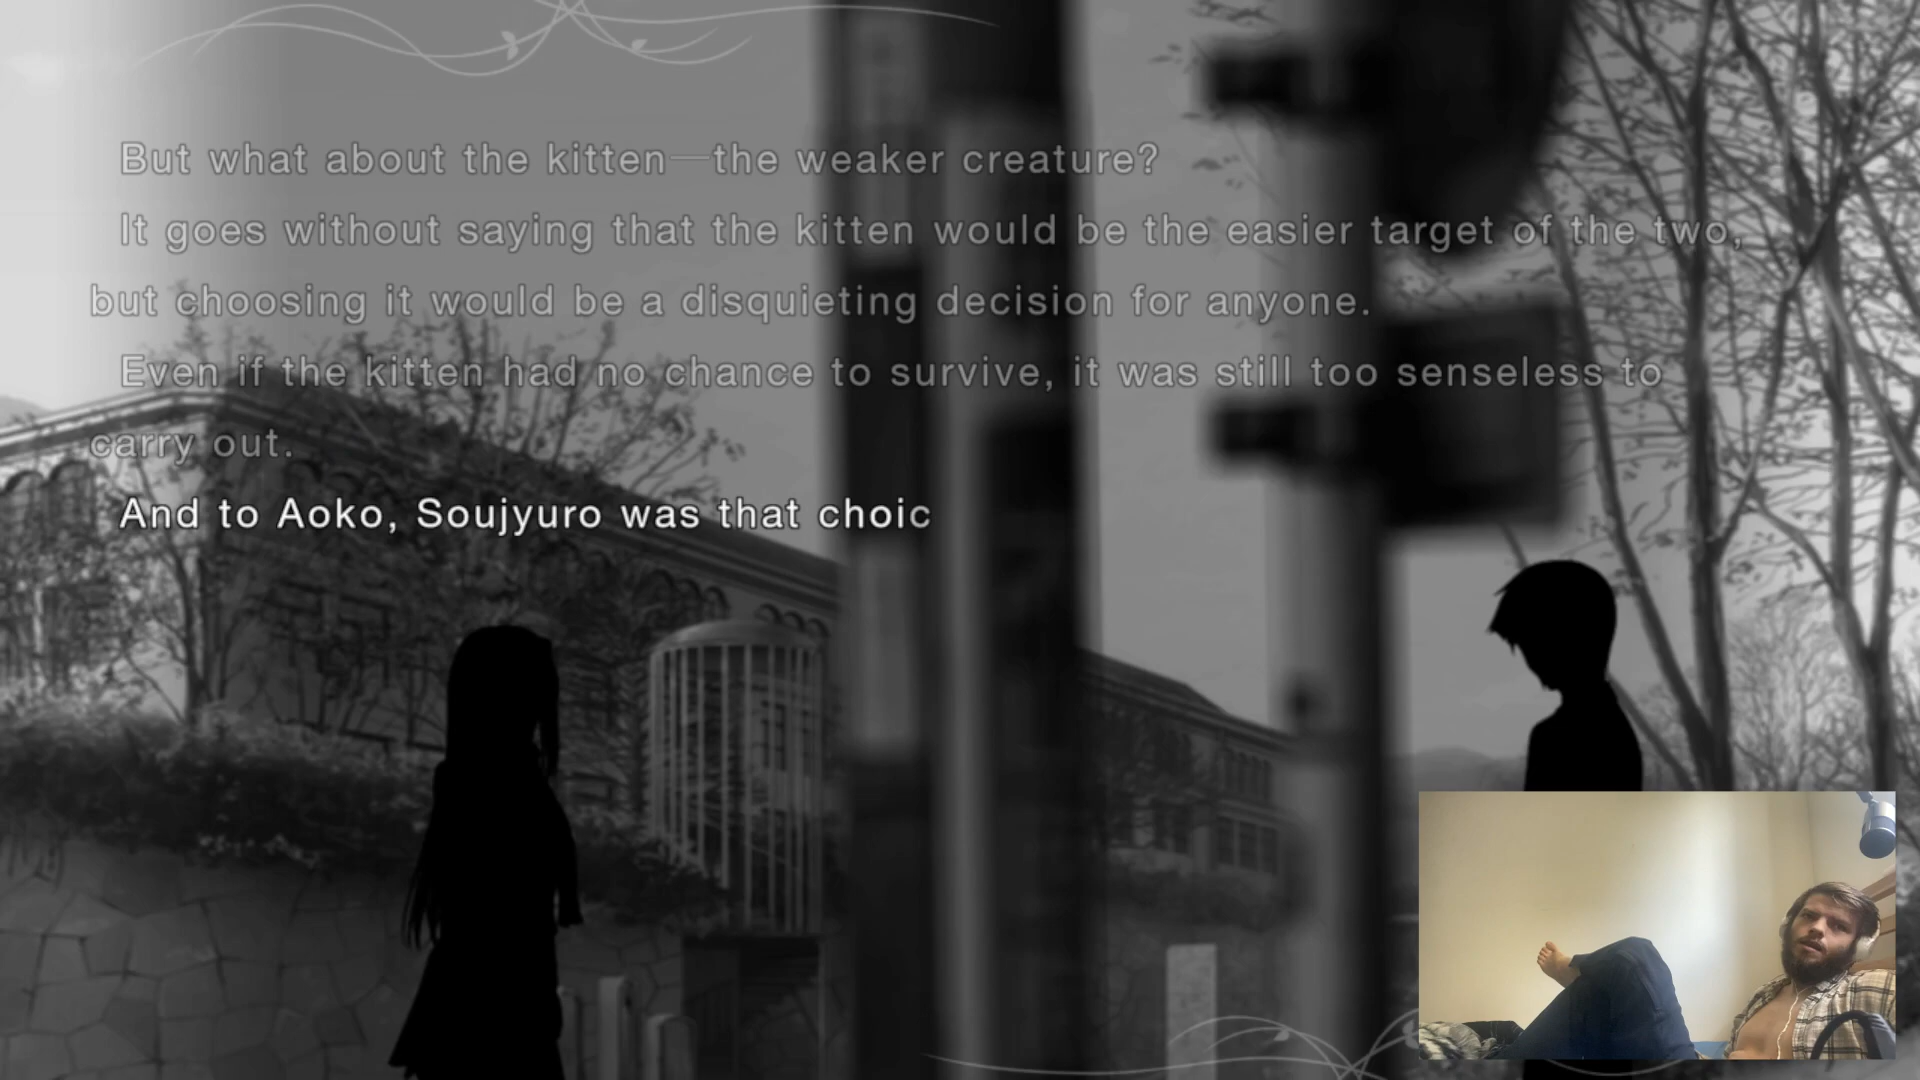 But what about the kitten—the weaker creature?
It goes without saying that the kitten would be the easier target of the two,
but choosing it would be a disquieting decision for anyone.
Even if the kitten had no chance to survive, it was still too senseless to
carry out.
And to Aoko, Soujyuro was that choic